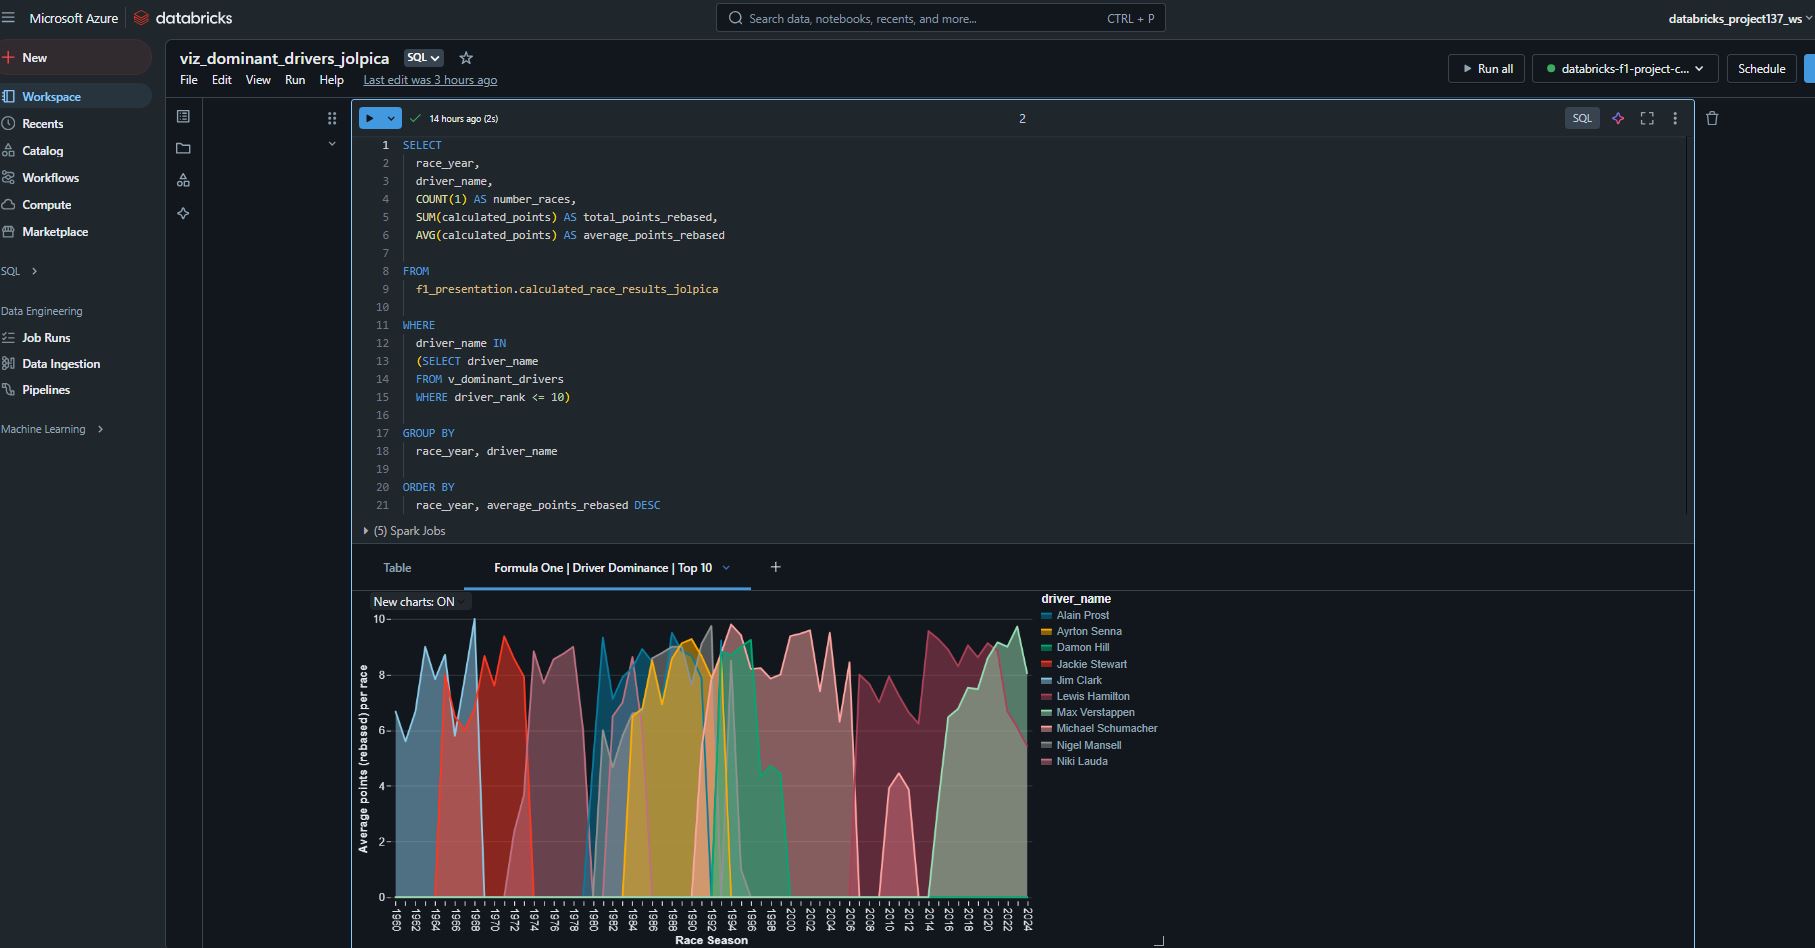 Microsoft Azure databricks
Search data, notebooks, recents, and more... CTRL + P
databricks_project137_ws
New
Workspace
Recents
Catalog
Workflows
Compute
Marketplace
SQL
Data Engineering
Job Runs
Data Ingestion
Pipelines
Machine Learning
viz_dominant_drivers_jolpica SQL
File Edit View Run Help Last edit was 3 hours ago
Run all databricks-f1-project-c... Schedule
14 hours ago (2s) 2 SQL
1 SELECT
2 race_year,
3 driver_name,
4 COUNT(1) AS number_races,
5 SUM(calculated_points) AS total_points_rebased,
6 AVG(calculated_points) AS average_points_rebased
7
8 FROM
9 f1_presentation.calculated_race_results_jolpica
10
11 WHERE
12 driver_name IN
13 (SELECT driver_name
14 FROM v_dominant_drivers
15 WHERE driver_rank <= 10)
16
17 GROUP BY
18 race_year, driver_name
19
20 ORDER BY
21 race_year, average_points_rebased DESC
(5) Spark Jobs
Table Formula One | Driver Dominance | Top 10 +
New charts: ON
Average points (rebased) per race
10
8
6
4
2
0
1960 1962 1964 1966 1968 1970 1972 1974 1976 1978 1980 1982 1984 1986 1988 1990 1992 1994 1996 1998 2000 2002 2004 2006 2008 2010 2012 2014 2016 2018 2020 2022 2024
Race Season
driver_name
Alain Prost
Ayrton Senna
Damon Hill
Jackie Stewart
Jim Clark
Lewis Hamilton
Max Verstappen
Michael Schumacher
Nigel Mansell
Niki Lauda